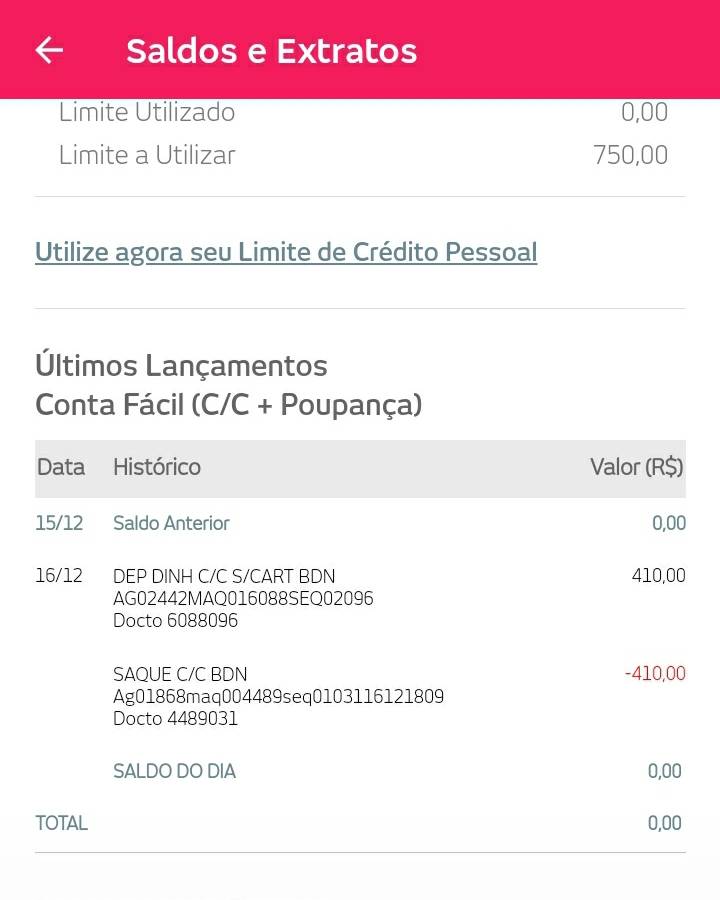 Saldos e Extratos
Limite Utilizado 0,00
Limite a Utilizar 750,00
Utilize agora seu Limite de Crédito Pessoal
Últimos Lançamentos
Conta Fácil (C/C + Poupança)
Data Histórico Valor (R$)
15/12 Saldo Anterior 0,00
16/12 DEP DINH C/C S/CART BDN 410,00
AG02442MAQ016088SEQ02096
Docto 6088096
SAQUE C/C BDN -410,00
Ag01868maq004489seq0103116121809
Docto 4489031
SALDO DO DIA 0,00
TOTAL 0,00